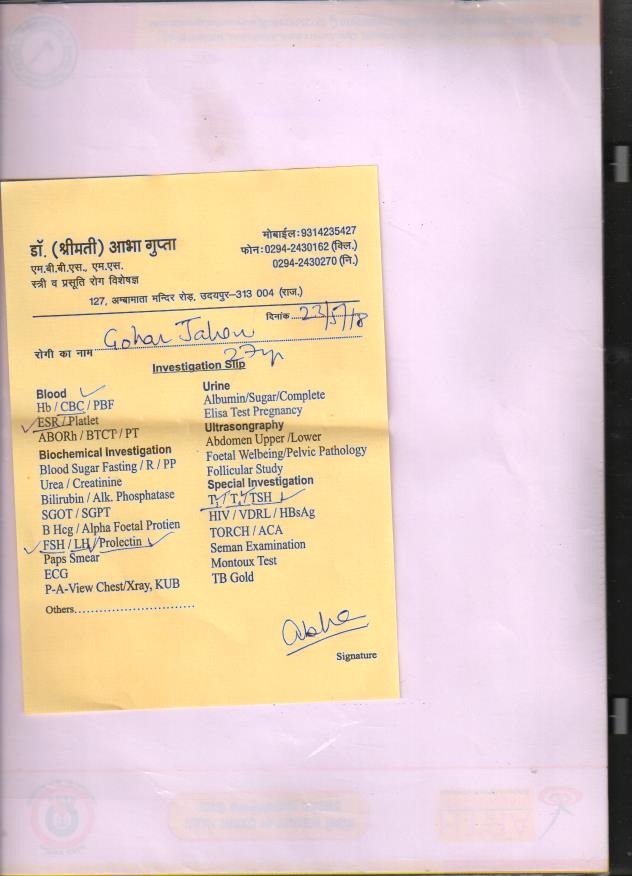 डॉ. (श्रीमती) आभा गुप्ता
एम.बी.बी.एस., एम.एस.
स्त्री व प्रसूति रोग विशेषज्ञ
मोबाईल:9314235427
फोन:0294-2430162 (क्लि.)
0294-2430270 (नि.)
127, अम्बामाता मन्दिर रोड़, उदयपुर-313 004 (राज.)
दिनांक 23/5/18
रोगी का नाम Gohar
27yr
Investigation Slip
Blood
Hb / CBC / PBF
ESR / Platlet
ABORh / BTCT / PT
Biochemical Investigation
Blood Sugar Fasting / R / PP
Urea / Creatinine
Bilirubin / Alk. Phosphatase
SGOT / SGPT
B Hcg / Alpha Foetal Protien
FSH / LH / Prolectin
Paps Smear
ECG
P-A-View Chest/Xray, KUB
Others...........................
Urine
Albumin/Sugar/Complete
Elisa Test Pregnancy
Ultrasongraphy
Abdomen Upper /Lower
Foetal Welbeing/Pelvic Pathology
Follicular Study
Special Investigation
T3 T4 TSH
HIV / VDRL / HBsAg
TORCH / ACA
Seman Examination
Montoux Test
TB Gold
Abha
Signature